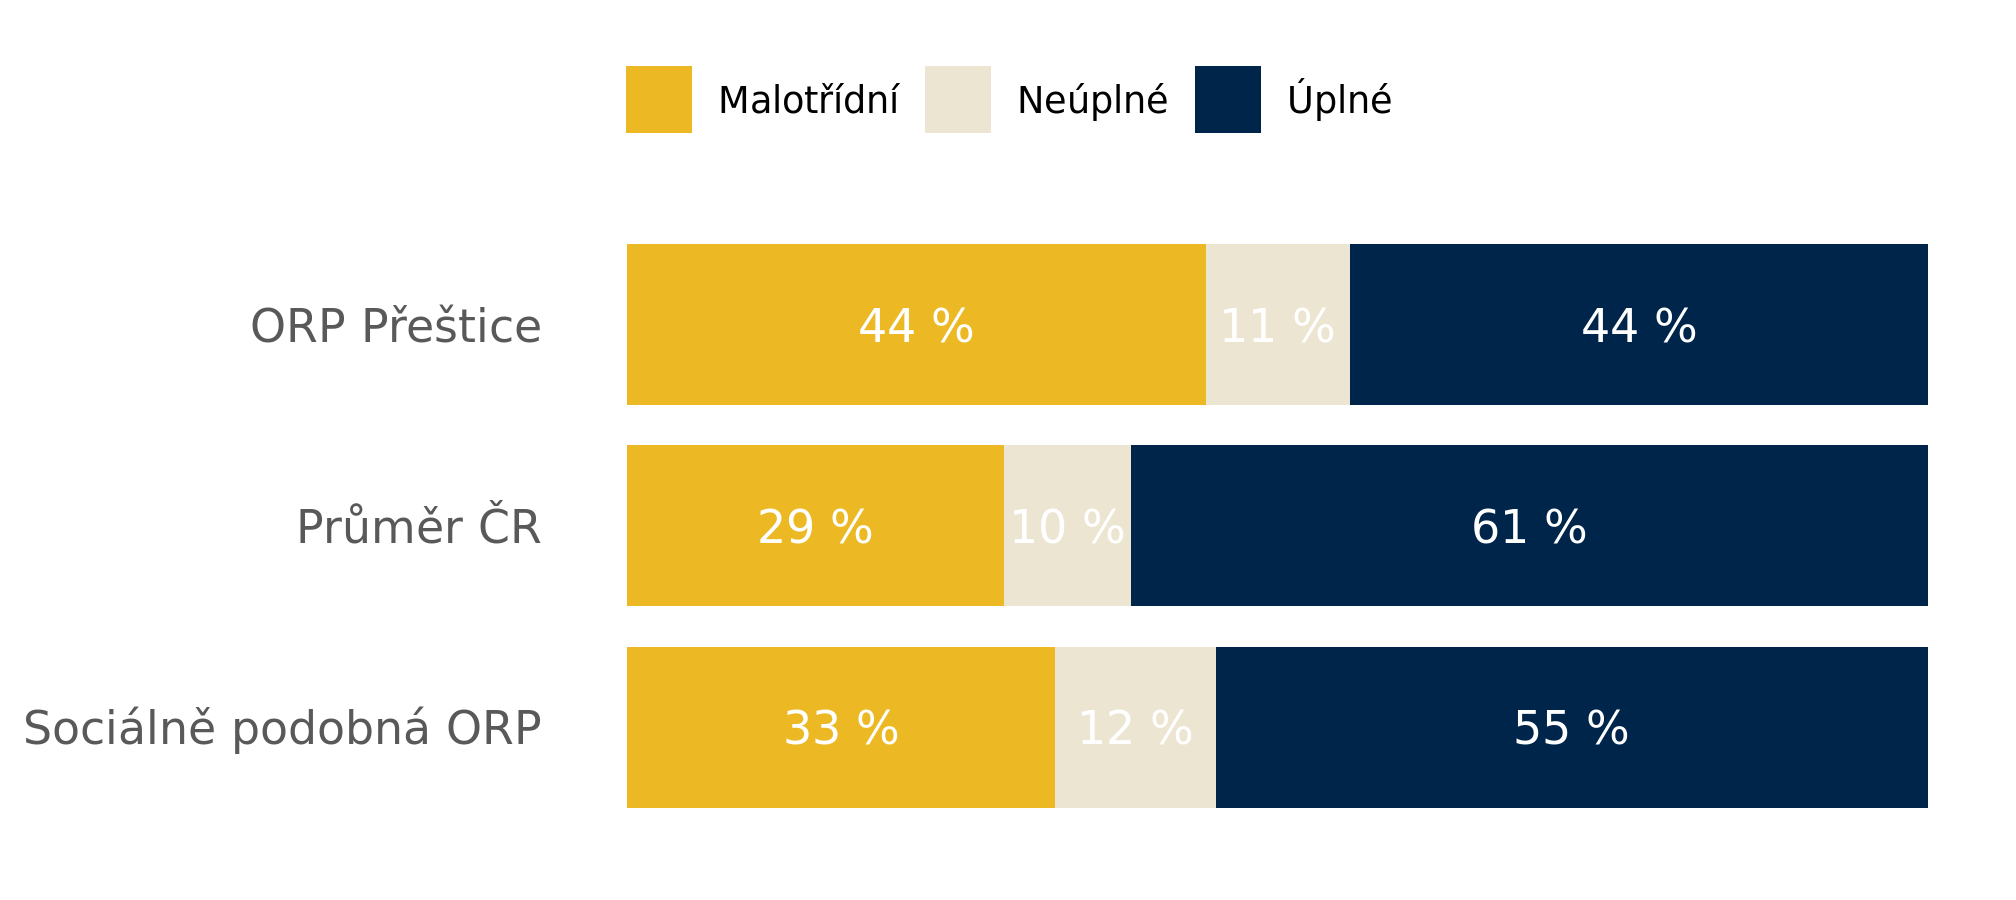 Malotřídní Neúplné Úplné
ORP Přeštice 44 % 11 % 44 %
Průměr ČR 29 % 10 % 61 %
Sociálně podobná ORP 33 % 12 % 55 %